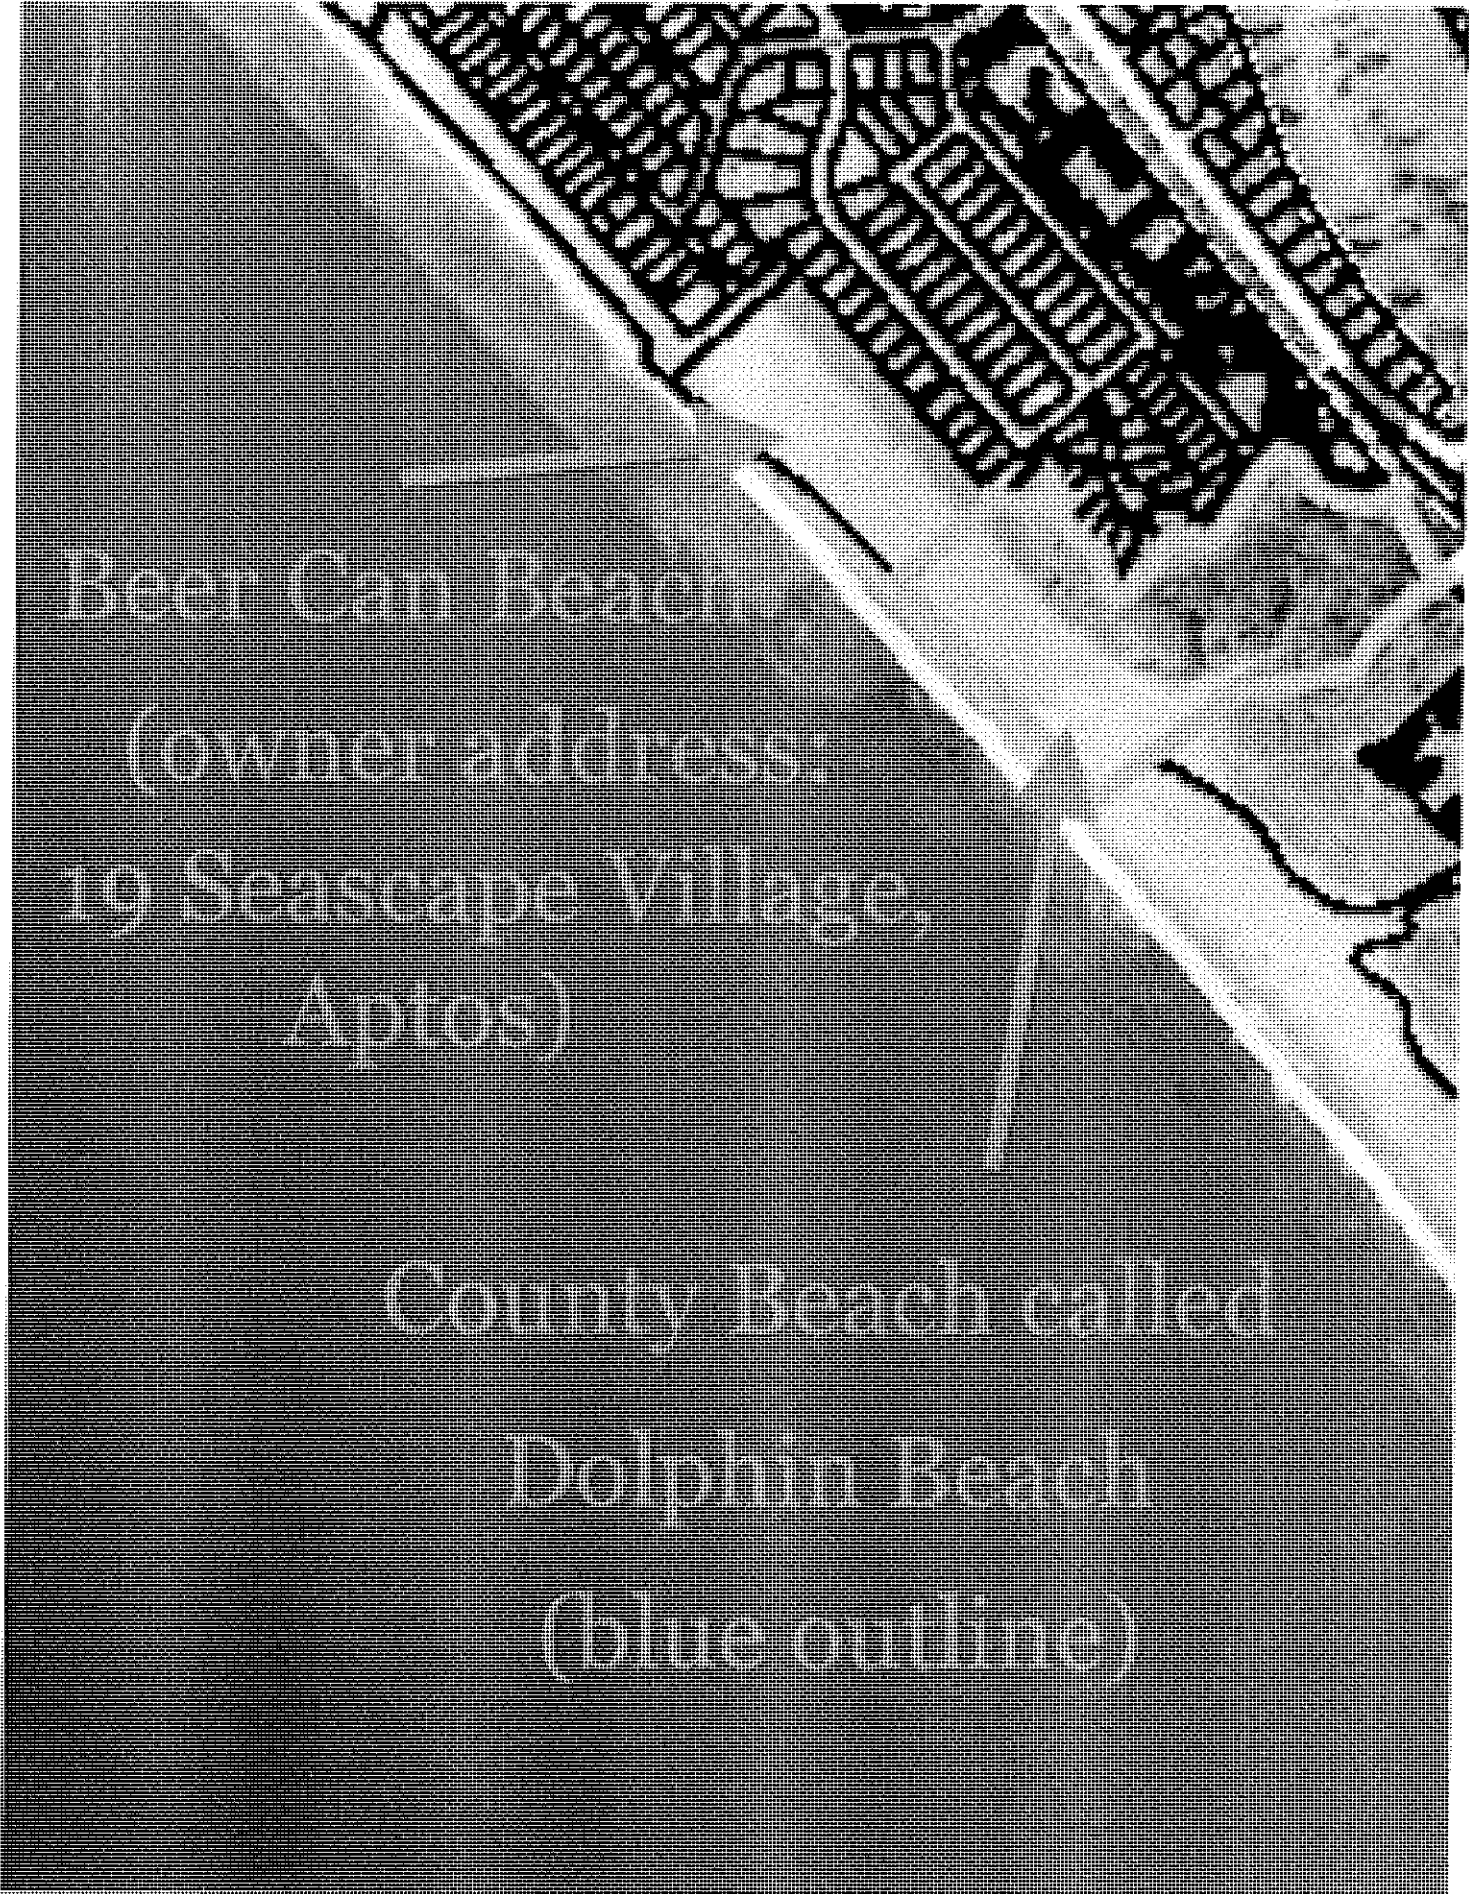 Beer Can Beach
(owner address:
19 Seascape Village,
Aptos)
County Beach called
Dolphin Beach
(blue outline)